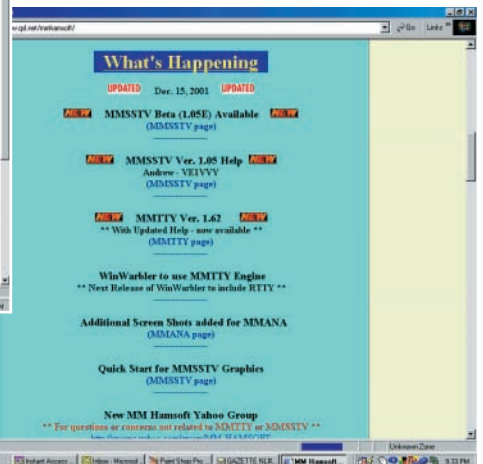 w.qsl.net/mmhamsoft/
Go Links
What's Happening
UPDATED Dec. 15, 2001 UPDATED
NEW MMSSTV Beta (1.05E) Available NEW
(MMSSTV page)
NEW MMSSTV Ver. 1.05 Help NEW
Andrew - VE1VVY
(MMSSTV page)
NEW MMTTY Ver. 1.62 NEW
** With Updated Help - now available **
(MMTTY page)
WinWarbler to use MMTTY Engine
** Next Release of WinWarbler to include RTTY **
Additional Screen Shots added for MMANA
(MMANA page)
Quick Start for MMSSTV Graphics
(MMSSTV page)
New MM Hamsoft Yahoo Group
** For questions or concerns not related to MMTTY or MMSSTV **
Unknown Zone
Instant Access Inbox - Microsof... Paint Shop Pro GAZETTE NL#... MM Hamsoft... 9:33 PM